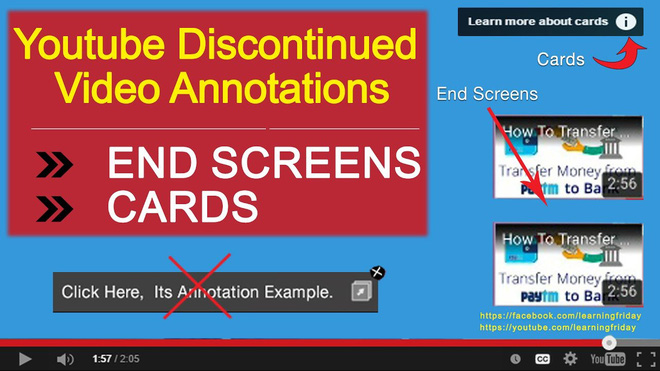 Learn more about cards i
Youtube Discontinued
Video Annotations
Cards
End Screens
» END SCREENS
» CARDS
How To Transfer ...
Transfer Money from
Paytm to Bank
2:56
How To Transfer ...
Transfer Money from
Paytm to Bank
2:56
Click Here, Its Annotation Example.
https://facebook.com/learningfriday
https://youtube.com/learningfriday
1:57 / 2:05
CC
YouTube